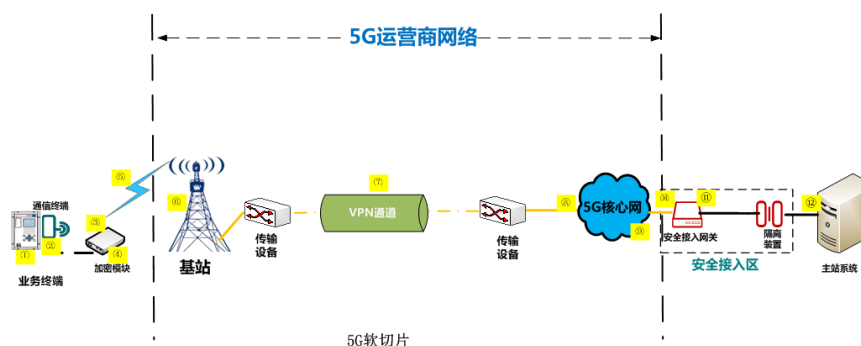 5G运营商网络
⑤
⑦
通信终端
③
⑥
⑧
⑩
⑪
⑫
VPN通道
5G核心网
②
①
④
⑨
安全接入网关
隔离
装置
加密模块
传输
设备
传输
设备
业务终端
基站
安全接入区
主站系统
5G软切片